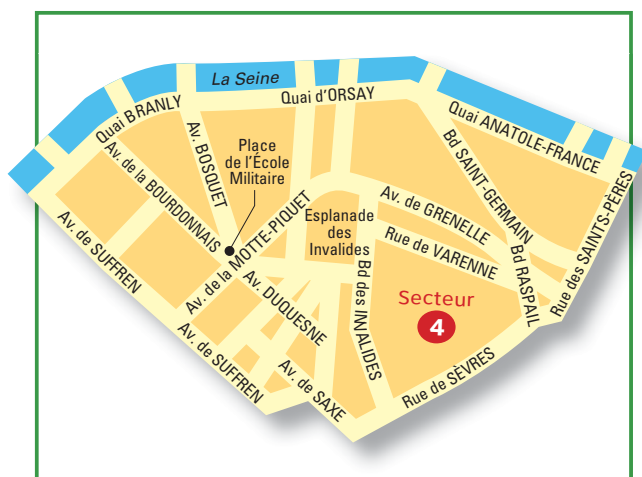 La Seine
Quai BRANLY
Quai d'ORSAY
Quai ANATOLE-FRANCE
Av. BOSQUET
Place
de l'École
Militaire
Bd SAINT-GERMAIN
Av. de la BOURDONNAIS
Av. de la MOTTE-PIQUET
Esplanade
des
Invalides
Av. de GRENELLE
Rue de VARENNE
Bd RASPAIL
Rue des SAINTS-PÈRES
Av. de SUFFREN
Av. DUQUESNE
Bd des INVALIDES
Secteur
4
Av. de SUFFREN
Av. de SAXE
Rue de SÈVRES